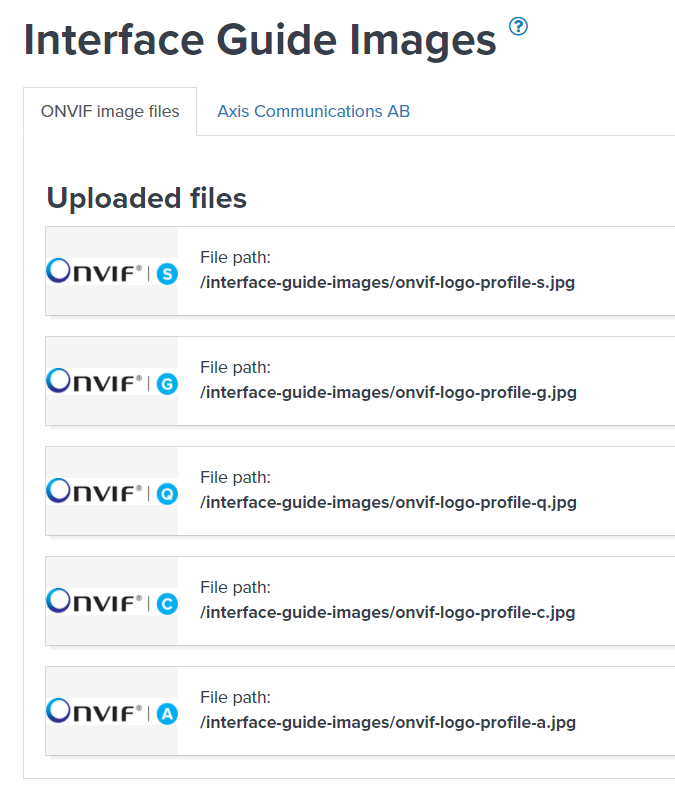 Interface Guide Images ?
ONVIF image files
Axis Communications AB
Uploaded files
ONVIF® | S
File path:
/interface-guide-images/onvif-logo-profile-s.jpg
ONVIF® | G
File path:
/interface-guide-images/onvif-logo-profile-g.jpg
ONVIF® | Q
File path:
/interface-guide-images/onvif-logo-profile-q.jpg
ONVIF® | C
File path:
/interface-guide-images/onvif-logo-profile-c.jpg
ONVIF® | A
File path:
/interface-guide-images/onvif-logo-profile-a.jpg